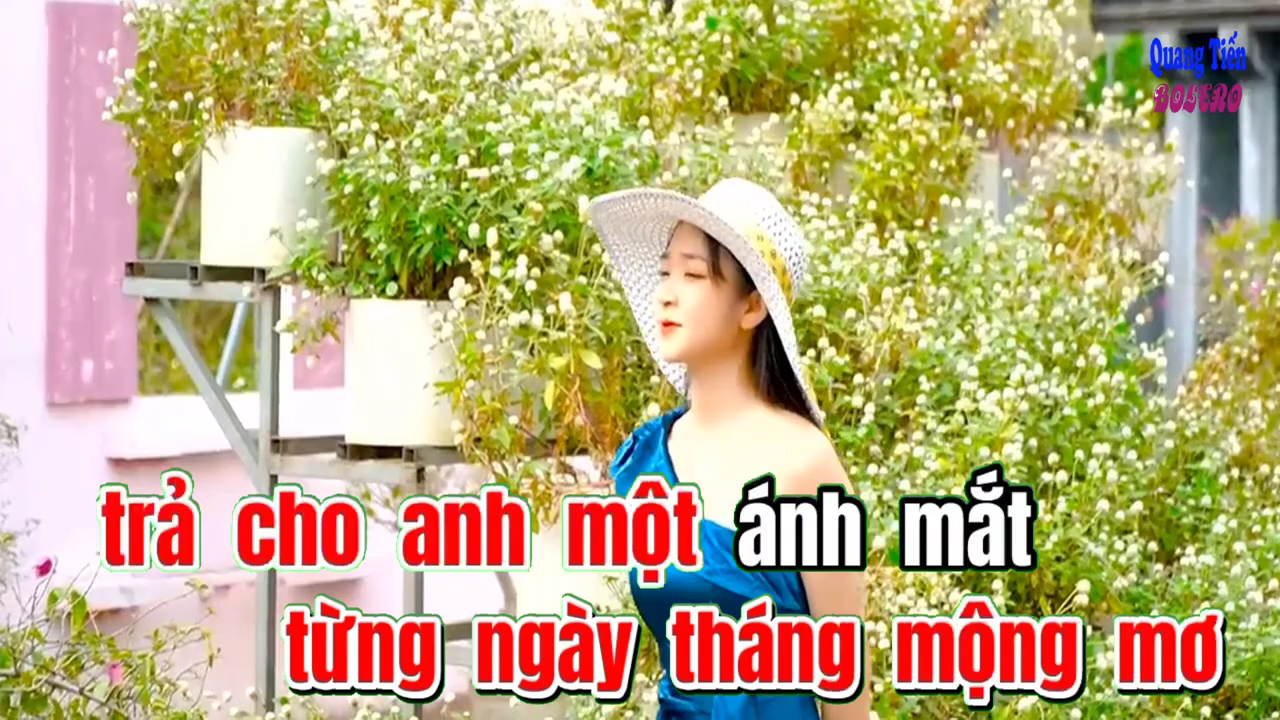 Quang Tiến
BOLERO
trả cho anh một ánh mắt
từng ngày tháng mộng mơ